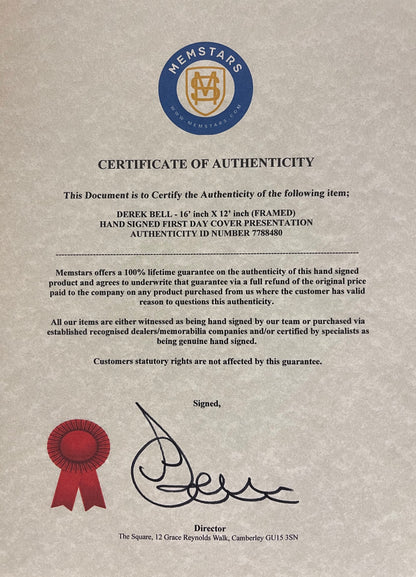 MEMSTARS
MS
WWW.MEMSTARS.COM
CERTIFICATE OF AUTHENTICITY
This Document is to Certify the Authenticity of the following item;
DEREK BELL - 16' inch X 12' inch (FRAMED)
HAND SIGNED FIRST DAY COVER PRESENTATION
AUTHENTICITY ID NUMBER 7788480
Memstars offers a 100% lifetime guarantee on the authenticity of this hand signed
product and agrees to underwrite that guarantee via a full refund of the original price
paid to the company on any product purchased from us where the customer has valid
reason to questions this authenticity.
All our items are either witnessed as being hand signed by our team or purchased via
established recognised dealers/memorabilia companies and/or certified by specialists as
being genuine hand signed.
Customers statutory rights are not affected by this guarantee.
Signed,
Director
The Square, 12 Grace Reynolds Walk, Camberley GU15 3SN